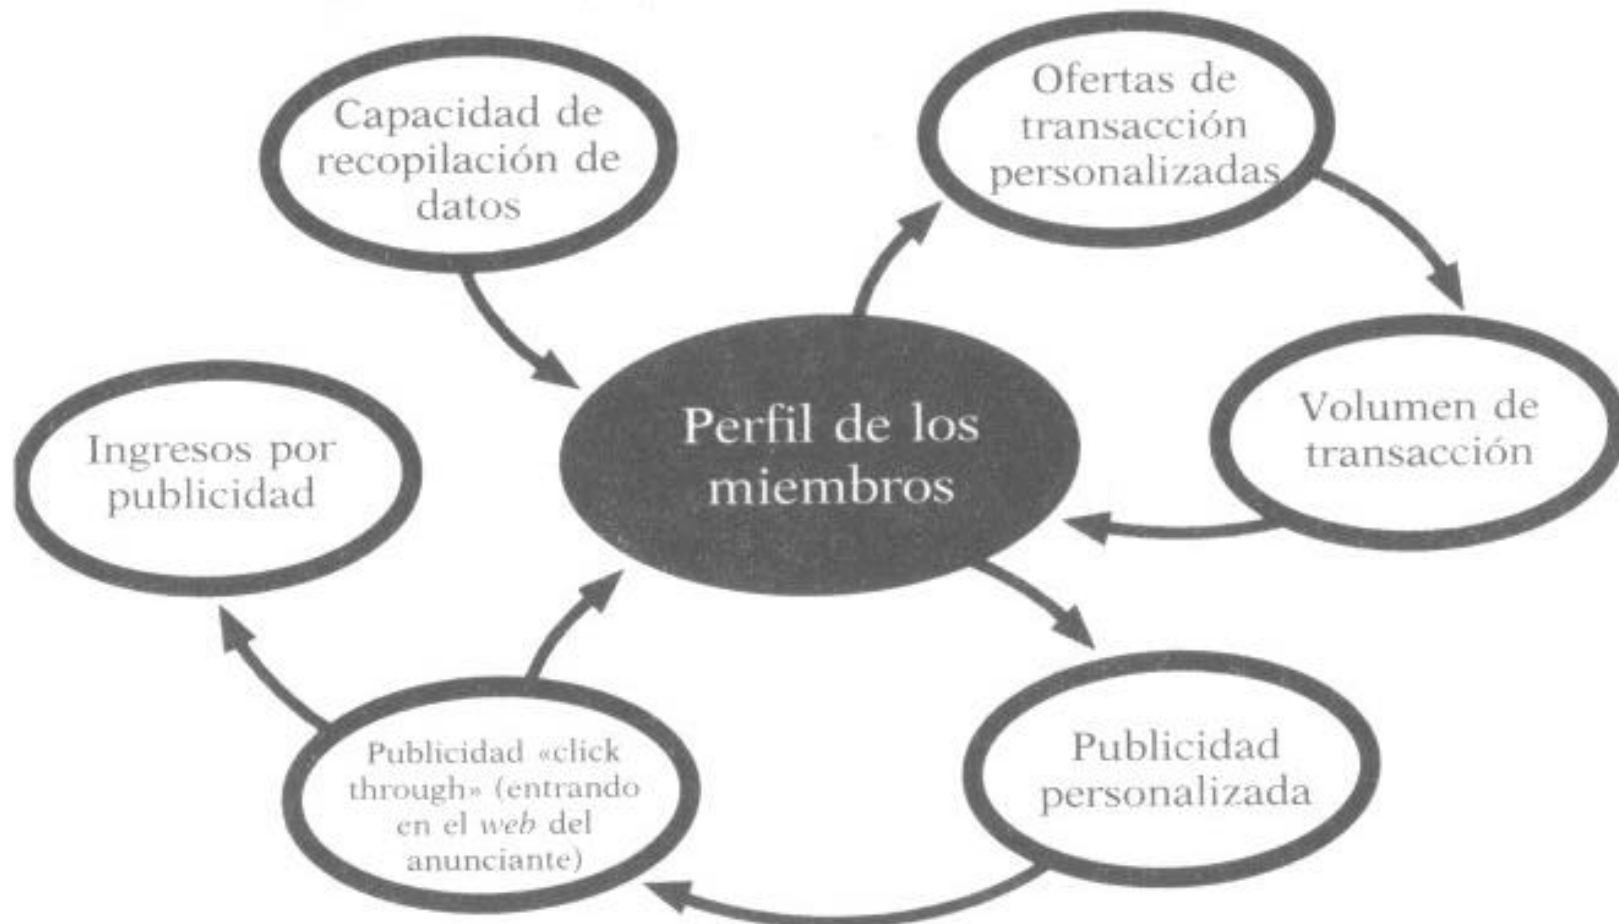 Capacidad de
recopilación de
datos
Ofertas de
transacción
personalizadas
Perfil de los
miembros
Volumen de
transacción
Ingresos por
publicidad
Publicidad «click
through» (entrando
en el web del
anunciante)
Publicidad
personalizada